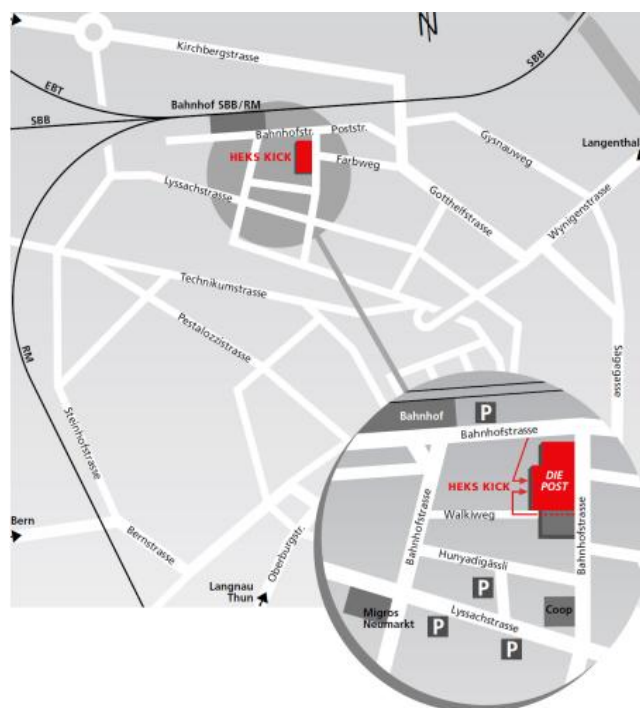 N
Kirchbergstrasse
SBB
EBT
SBB
Bahnhof SBB/RM
Bahnhofstr.
Poststr.
HEKS KICK
Farbweg
Gysnauweg
Langenthal
Lyssachstrasse
Gotthelfstrasse
Wynigenstrasse
Technikumstrasse
Pestalozzistrasse
RM
Sägegasse
Steinhofstrasse
Bern
Bernstrasse
Oberburgstr.
Langnau
Thun
Bahnhof
P
Bahnhofstrasse
DIE
POST
HEKS KICK
Bahnhofstrasse
Walkiweg
Bahnhofstrasse
Hunyadigässli
P
Migros
Neumarkt
P
Lyssachstrasse
Coop
P